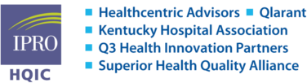 IPRO
HQIC
■ Healthcentric Advisors ■ Qlarant
■ Kentucky Hospital Association
■ Q3 Health Innovation Partners
■ Superior Health Quality Alliance